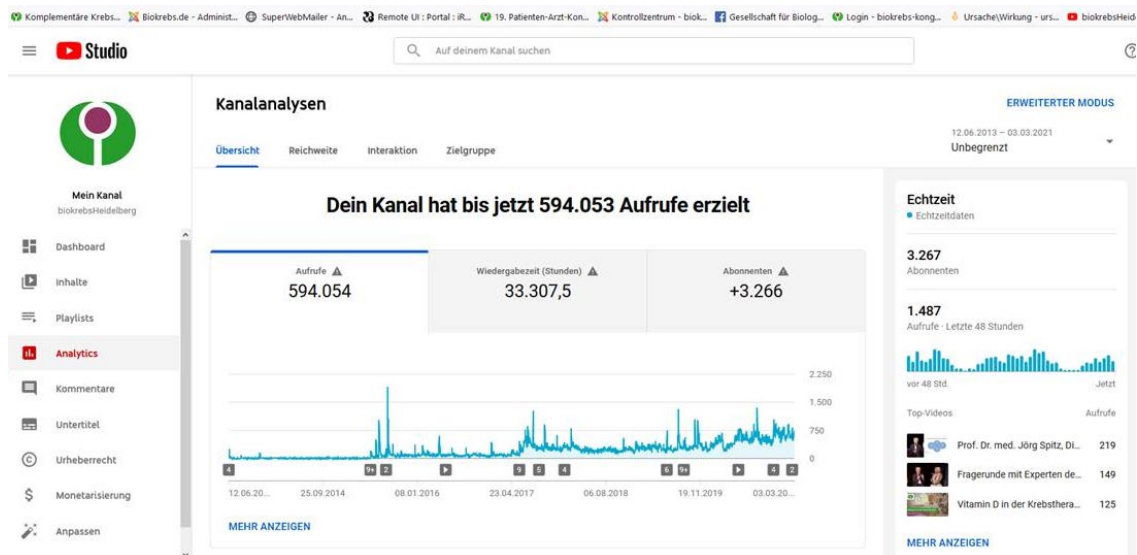 Komplementäre Krebs...
Biokrebs.de - Administ...
SuperWebMailer - An...
Remote UI : Portal : iR...
19. Patienten-Arzt-Kon...
Kontrollzentrum - biok...
Gesellschaft für Biolog...
Login - biokrebs-kong...
Ursache\Wirkung - urs...
biokrebsHeide
Studio
Auf deinem Kanal suchen
Mein Kanal
biokrebsHeidelberg
Dashboard
Inhalte
Playlists
Analytics
Kommentare
Untertitel
Urheberrecht
Monetarisierung
Anpassen
Kanalanalysen
ERWEITERTER MODUS
Übersicht
Reichweite
Interaktion
Zielgruppe
12.06.2013 – 03.03.2021
Unbegrenzt
Dein Kanal hat bis jetzt 594.053 Aufrufe erzielt
Aufrufe
594.054
Wiedergabezeit (Stunden)
33.307,5
Abonnenten
+3.266
2.250
1.500
750
0
4
9+
2
9
5
4
6
9+
4
2
12.06.20...
25.09.2014
08.01.2016
23.04.2017
06.08.2018
19.11.2019
03.03.20...
MEHR ANZEIGEN
Echtzeit
Echtzeitdaten
3.267
Abonnenten
1.487
Aufrufe · Letzte 48 Stunden
vor 48 Std.
Jetzt
Top-Videos
Aufrufe
Prof. Dr. med. Jörg Spitz, Di...
219
Fragerunde mit Experten de...
149
Vitamin D in der Krebsthera...
125
MEHR ANZEIGEN